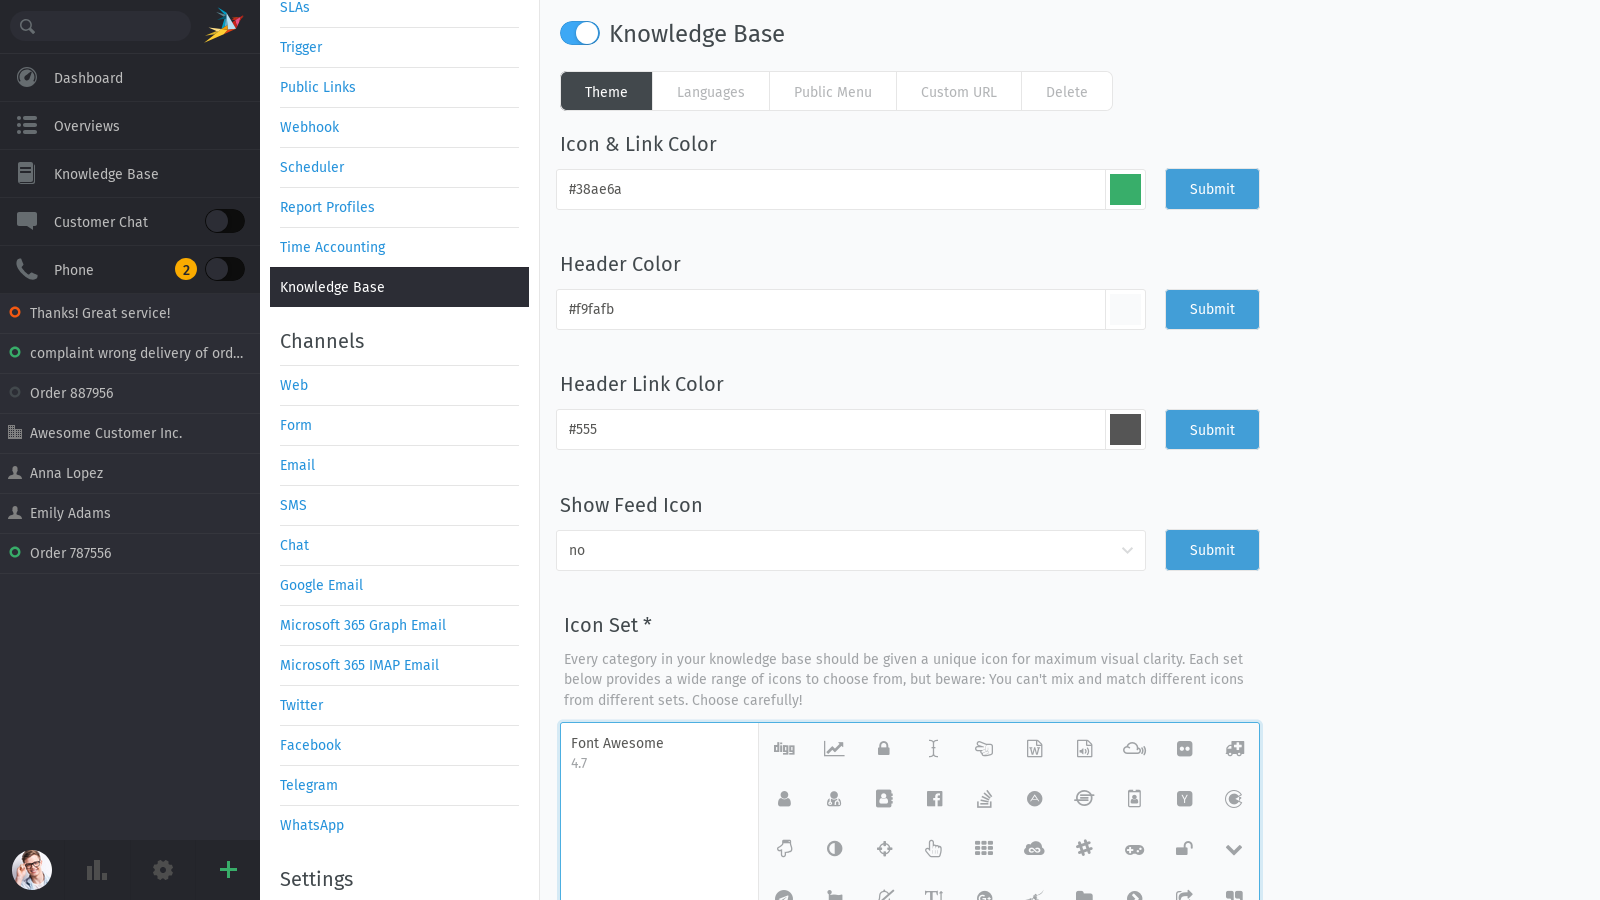 Dashboard
Overviews
Knowledge Base
Customer Chat
Phone
2
Thanks! Great service!
complaint wrong delivery of ord...
Order 887956
Awesome Customer Inc.
Anna Lopez
Emily Adams
Order 787556
SLAs
Trigger
Public Links
Webhook
Scheduler
Report Profiles
Time Accounting
Knowledge Base
Channels
Web
Form
Email
SMS
Chat
Google Email
Microsoft 365 Graph Email
Microsoft 365 IMAP Email
Twitter
Facebook
Telegram
WhatsApp
Settings
Knowledge Base
Theme
Languages
Public Menu
Custom URL
Delete
Icon & Link Color
#38ae6a
Submit
Header Color
#f9fafb
Submit
Header Link Color
#555
Submit
Show Feed Icon
no
Submit
Icon Set *
Every category in your knowledge base should be given a unique icon for maximum visual clarity. Each set
below provides a wide range of icons to choose from, but beware: You can't mix and match different icons
from different sets. Choose carefully!
Font Awesome
4.7
digg